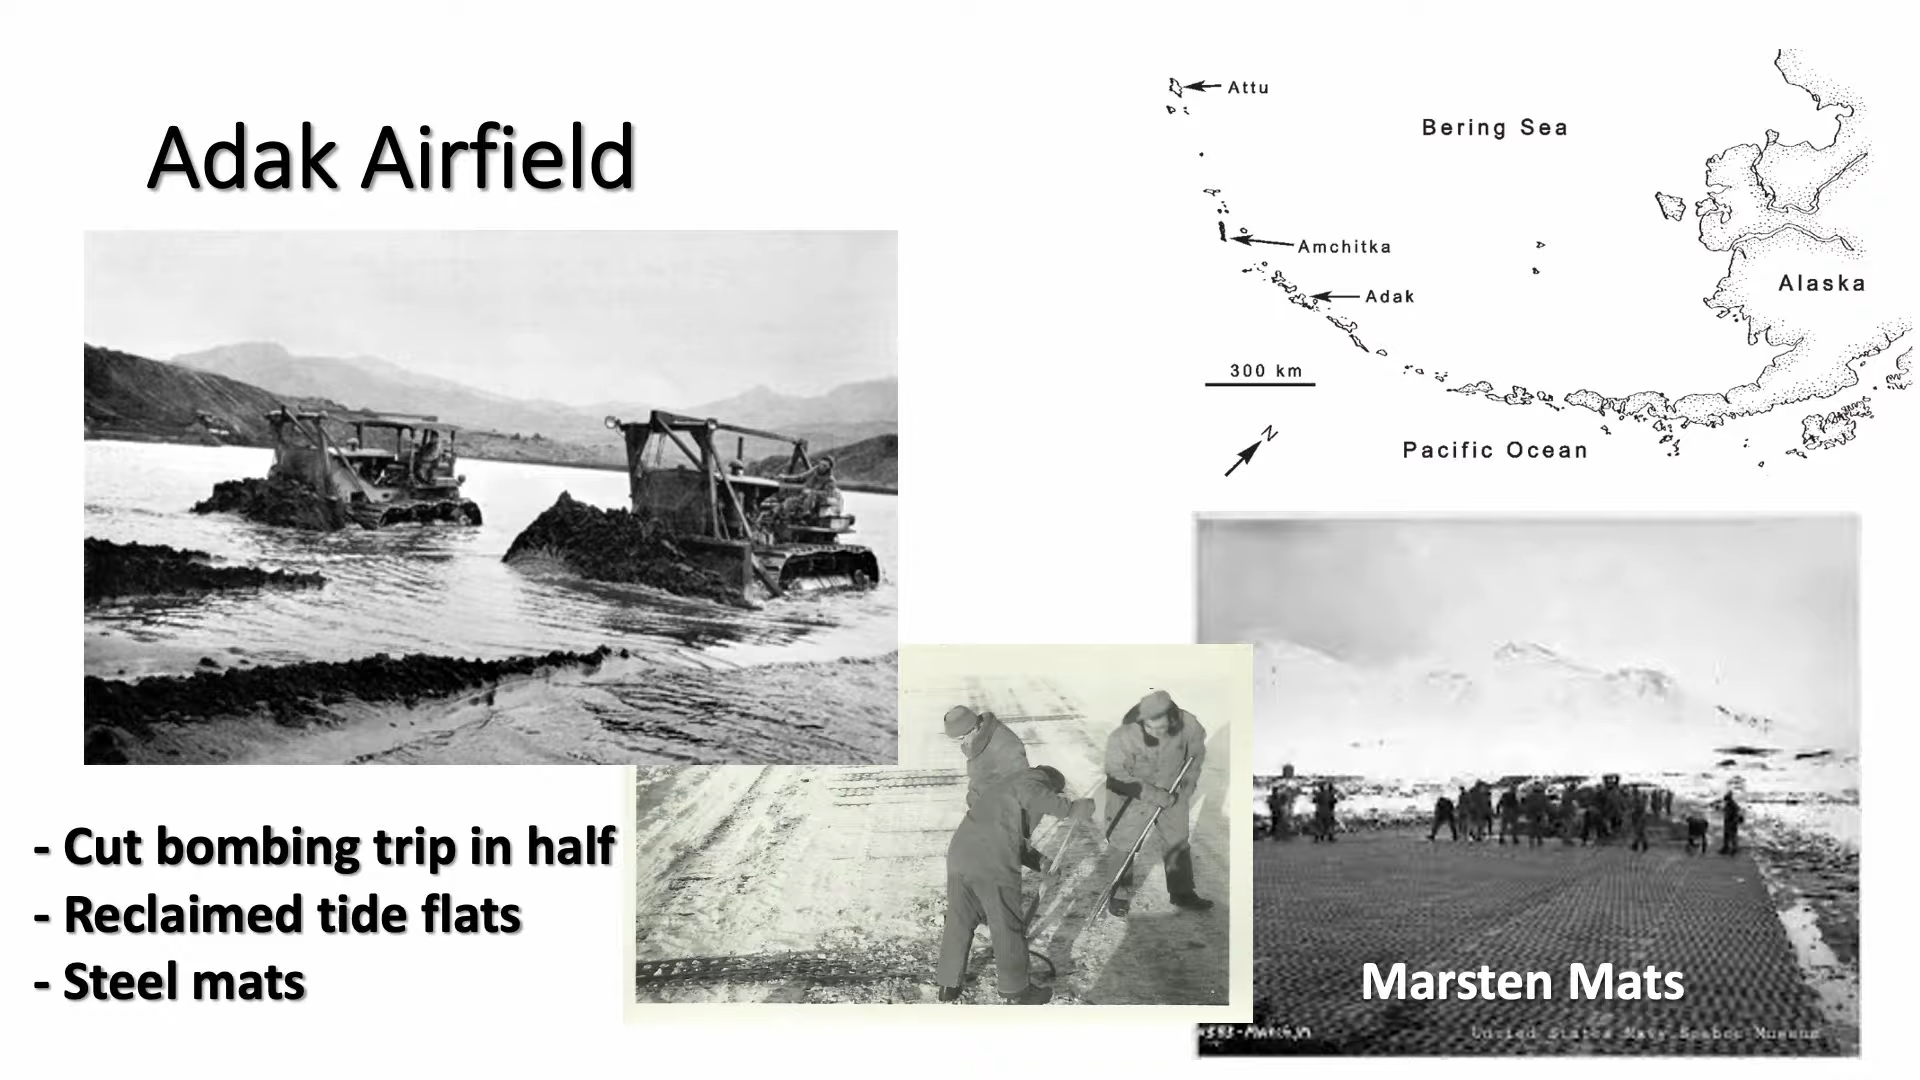 Adak Airfield
Attu
Bering Sea
Amchitka
Adak
Alaska
300 km
N
Pacific Ocean
- Cut bombing trip in half
- Reclaimed tide flats
- Steel mats
Marsten Mats
United States Navy Seabee Museum